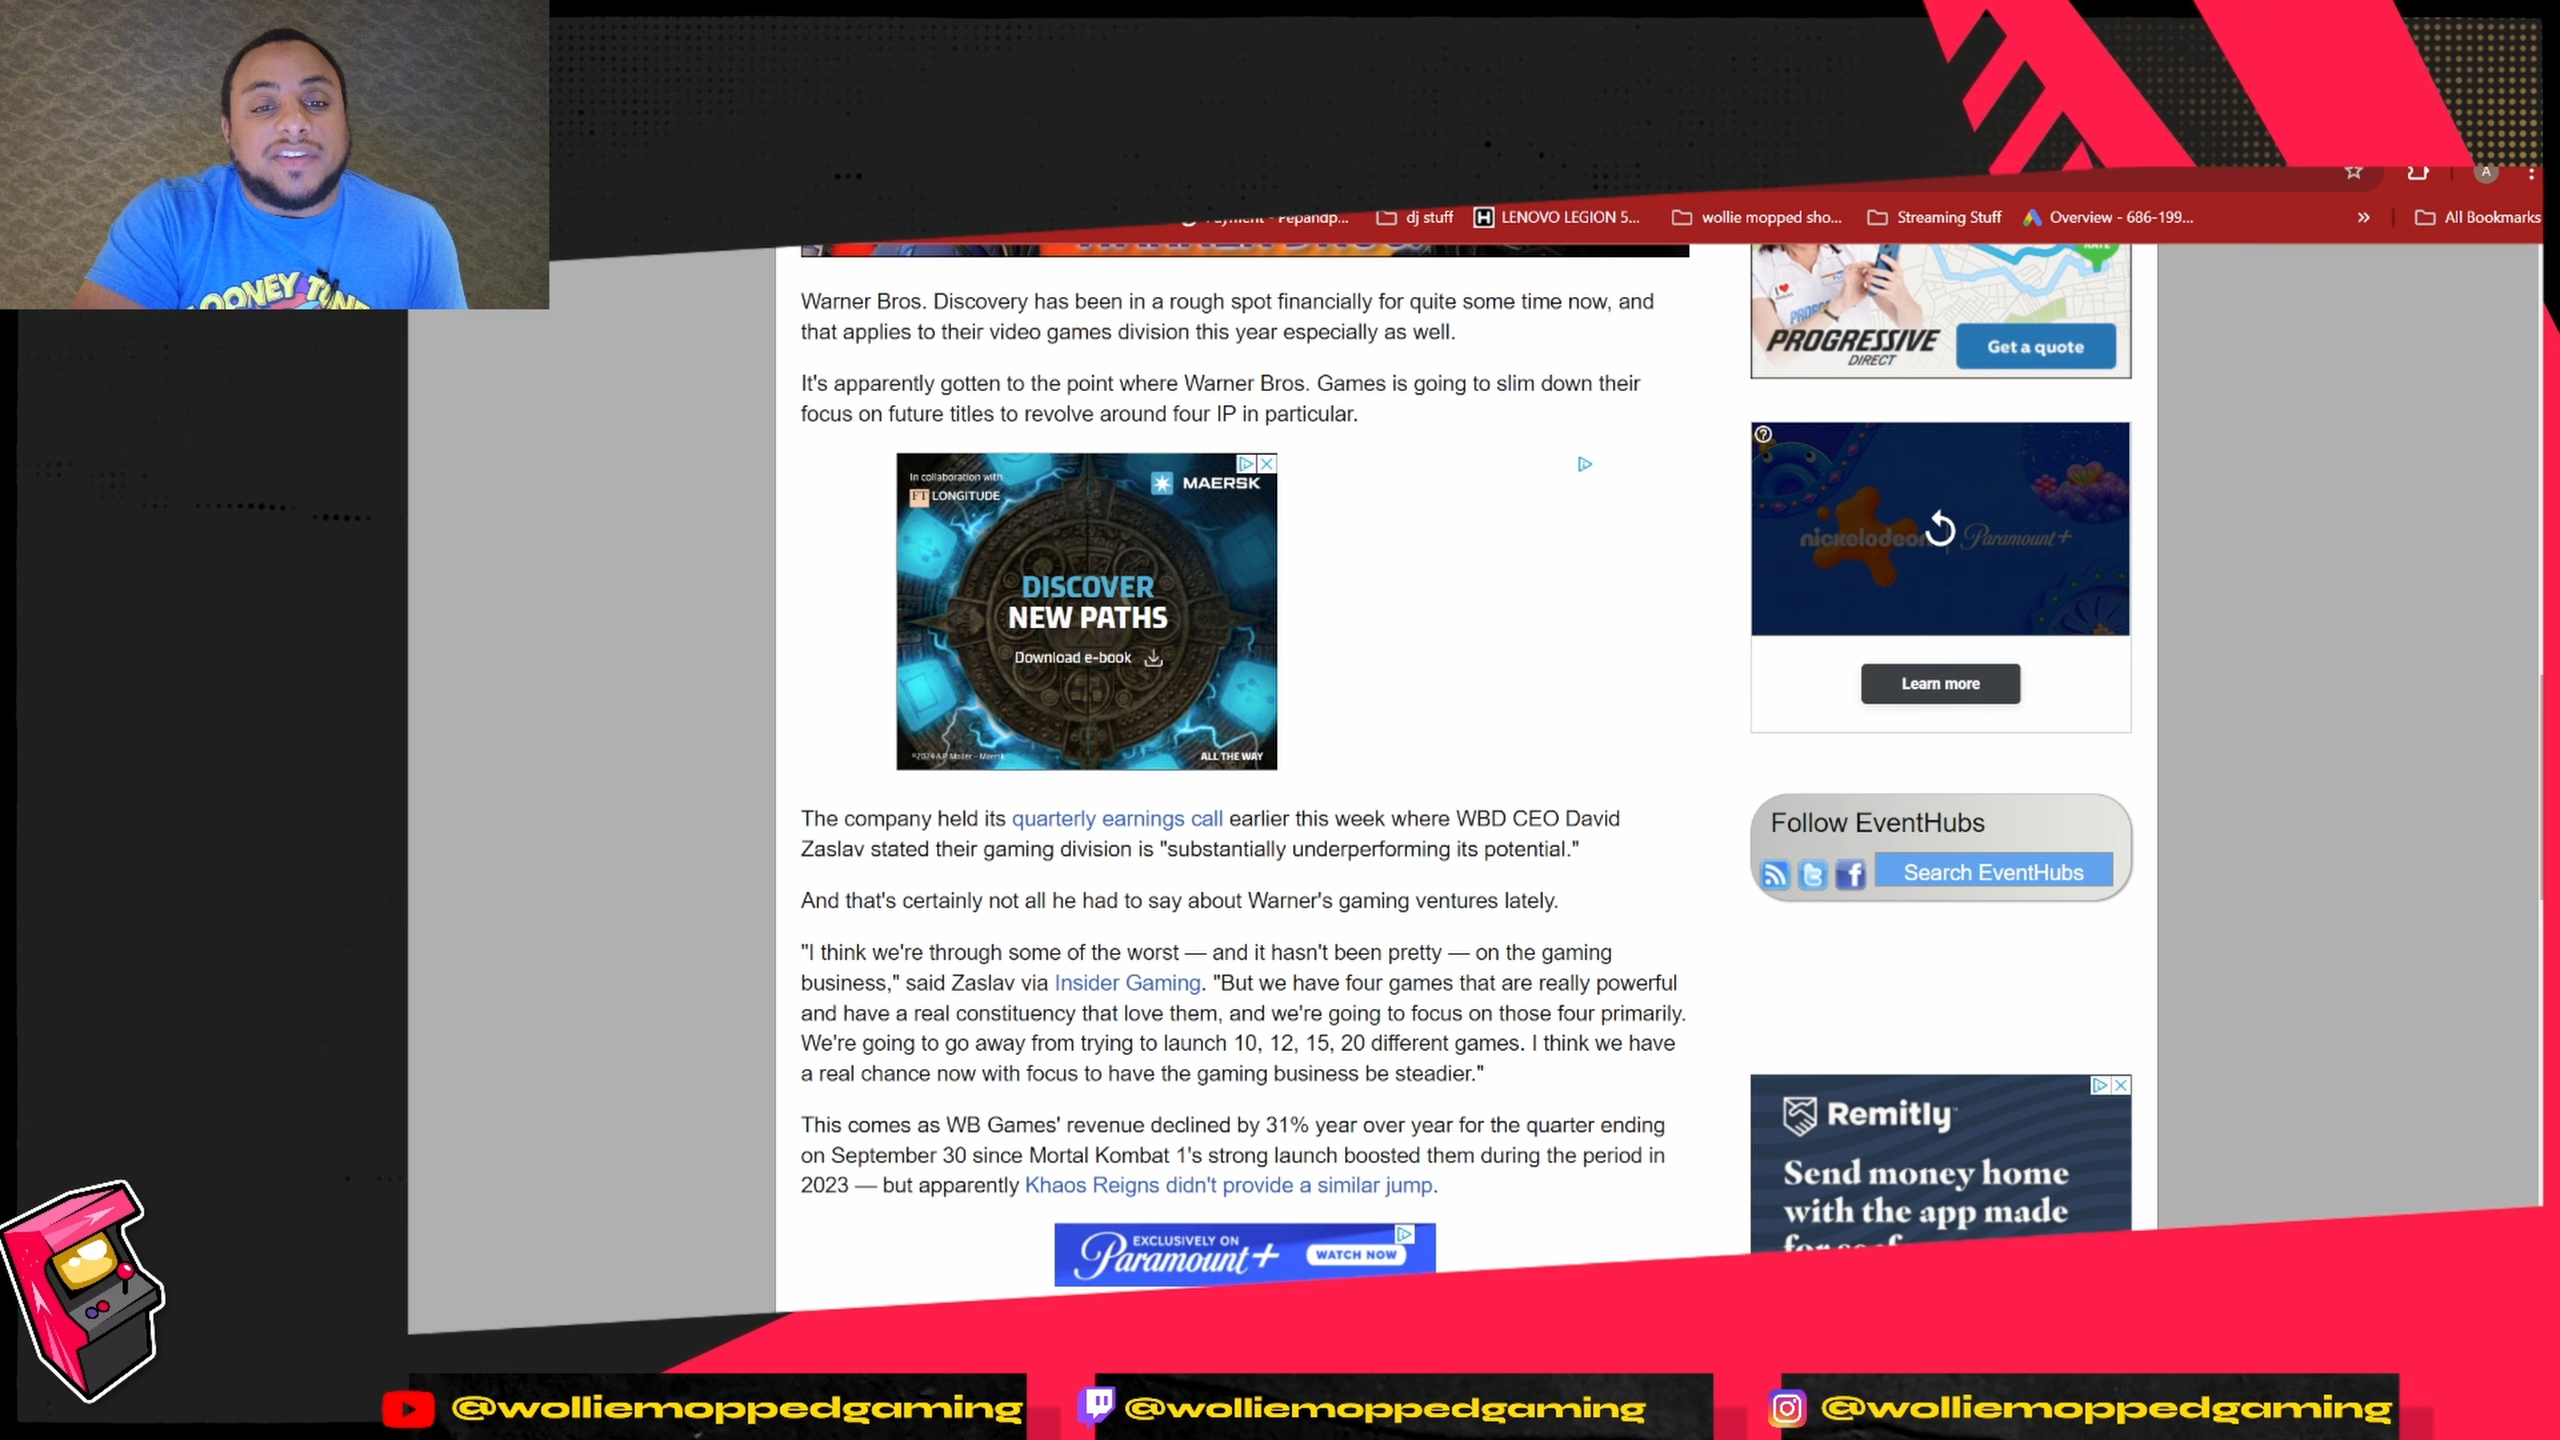 LOONEY TUNES
Payment - Pepandp...
dj stuff
LENOVO LEGION 5...
wollie mopped sho...
Streaming Stuff
Overview - 686-199...
»
All Bookmarks
A
Warner Bros. Discovery has been in a rough spot financially for quite some time now, and
that applies to their video games division this year especially as well.
It's apparently gotten to the point where Warner Bros. Games is going to slim down their
focus on future titles to revolve around four IP in particular.
In collaboration with
FT LONGITUDE
MAERSK
DISCOVER
NEW PATHS
Download e-book
©2024 A.P. Moller – Maersk
ALL THE WAY
The company held its quarterly earnings call earlier this week where WBD CEO David
Zaslav stated their gaming division is "substantially underperforming its potential."
And that's certainly not all he had to say about Warner's gaming ventures lately.
"I think we're through some of the worst — and it hasn't been pretty — on the gaming
business," said Zaslav via Insider Gaming. "But we have four games that are really powerful
and have a real constituency that love them, and we're going to focus on those four primarily.
We're going to go away from trying to launch 10, 12, 15, 20 different games. I think we have
a real chance now with focus to have the gaming business be steadier."
This comes as WB Games' revenue declined by 31% year over year for the quarter ending
on September 30 since Mortal Kombat 1's strong launch boosted them during the period in
2023 — but apparently Khaos Reigns didn't provide a similar jump.
EXCLUSIVELY ON
Paramount+
WATCH NOW
RATE
PROGRESSIVE
DIRECT
Get a quote
nickelodeon
Paramount+
Learn more
Follow EventHubs
Search EventHubs
Remitly
Send money home
with the app made
@wolliemoppedgaming
@wolliemoppedgaming
@wolliemoppedgaming